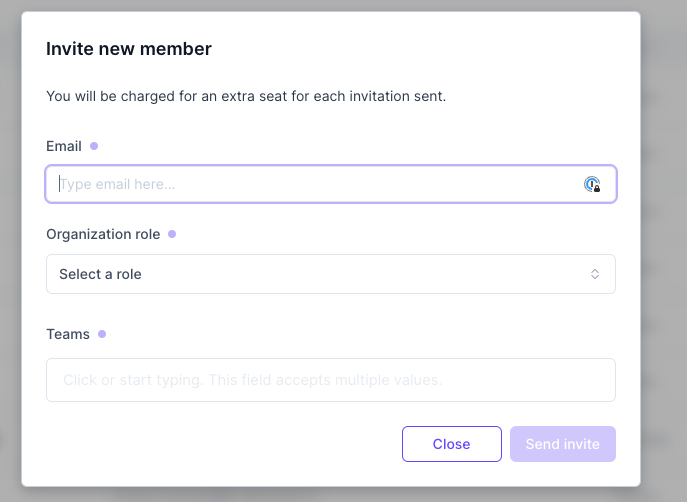 Invite new member
You will be charged for an extra seat for each invitation sent.
Email
Type email here...
Organization role
Select a role
Teams
Click or start typing. This field accepts multiple values.
Close Send invite